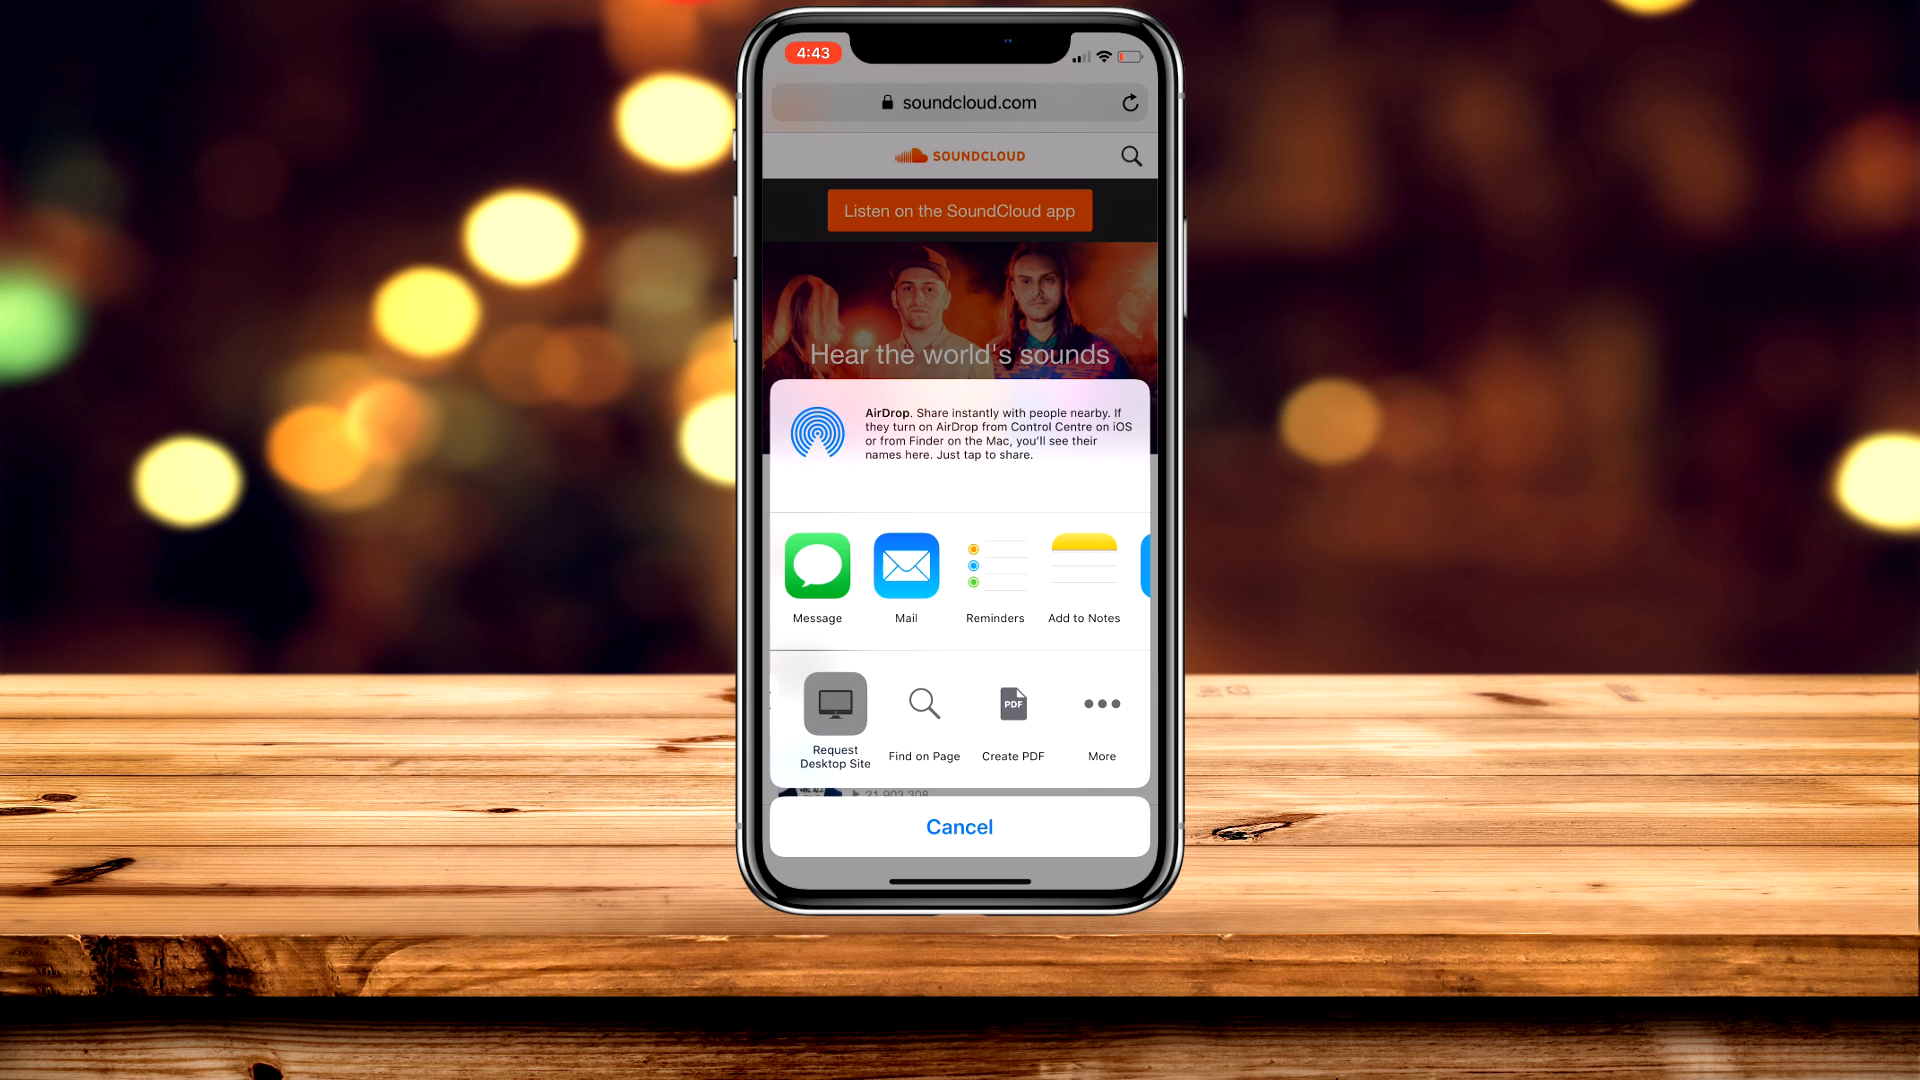 4:43
soundcloud.com
SOUNDCLOUD
Listen on the SoundCloud app
Hear the world's sounds
AirDrop. Share instantly with people nearby. If
they turn on AirDrop from Control Centre on iOS
or from Finder on the Mac, you'll see their
names here. Just tap to share.
Message
Mail
Reminders
Add to Notes
PDF
Request
Desktop Site
Find on Page
Create PDF
More
21,903,308
Cancel